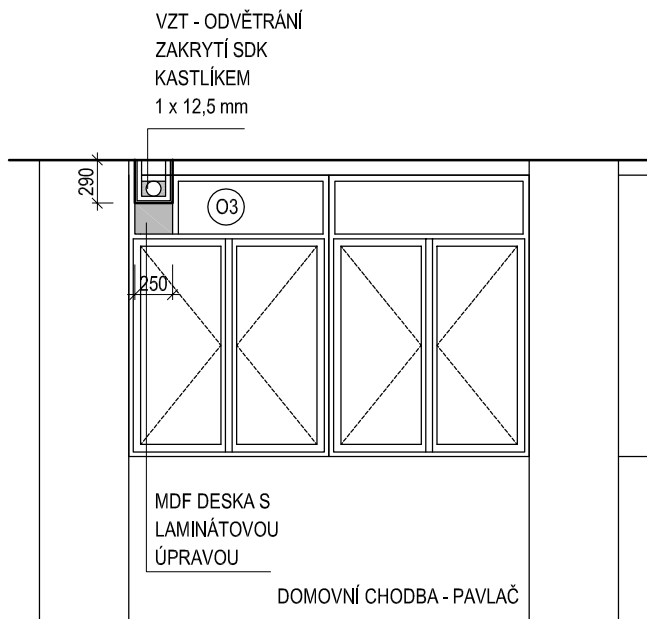 VZT - ODVĚTRÁNÍ
ZAKRYTÍ SDK
KASTLÍKEM
1 x 12,5 mm
290
O3
250
MDF DESKA S
LAMINÁTOVOU
ÚPRAVOU
DOMOVNÍ CHODBA - PAVLAČ